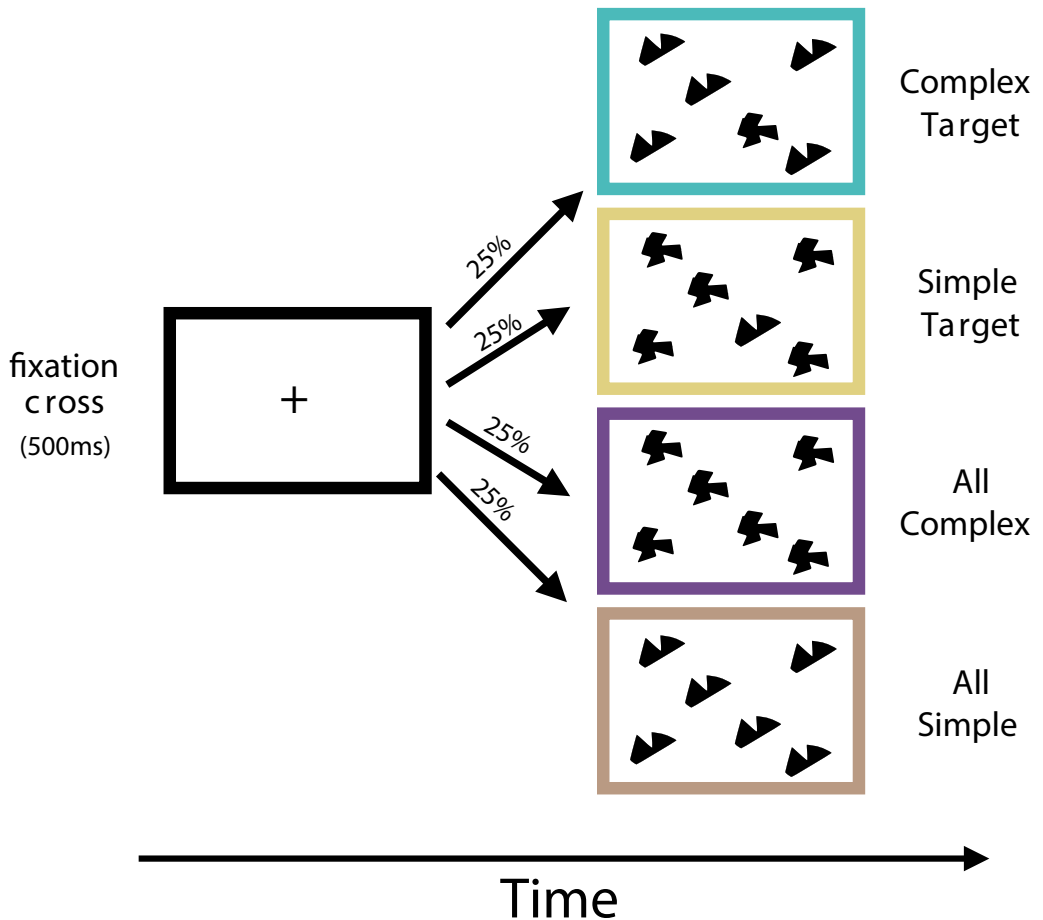 fixation
cross
(500ms)
+
25%
25%
25%
25%
Complex
Target
Simple
Target
All
Complex
All
Simple
Time